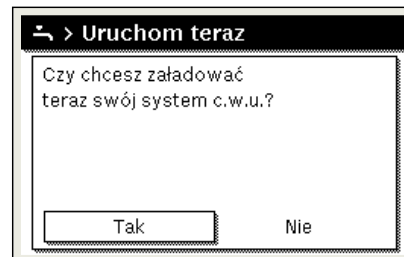 > Uruchom teraz
Czy chcesz załadować
teraz swój system c.w.u.?
Tak
Nie